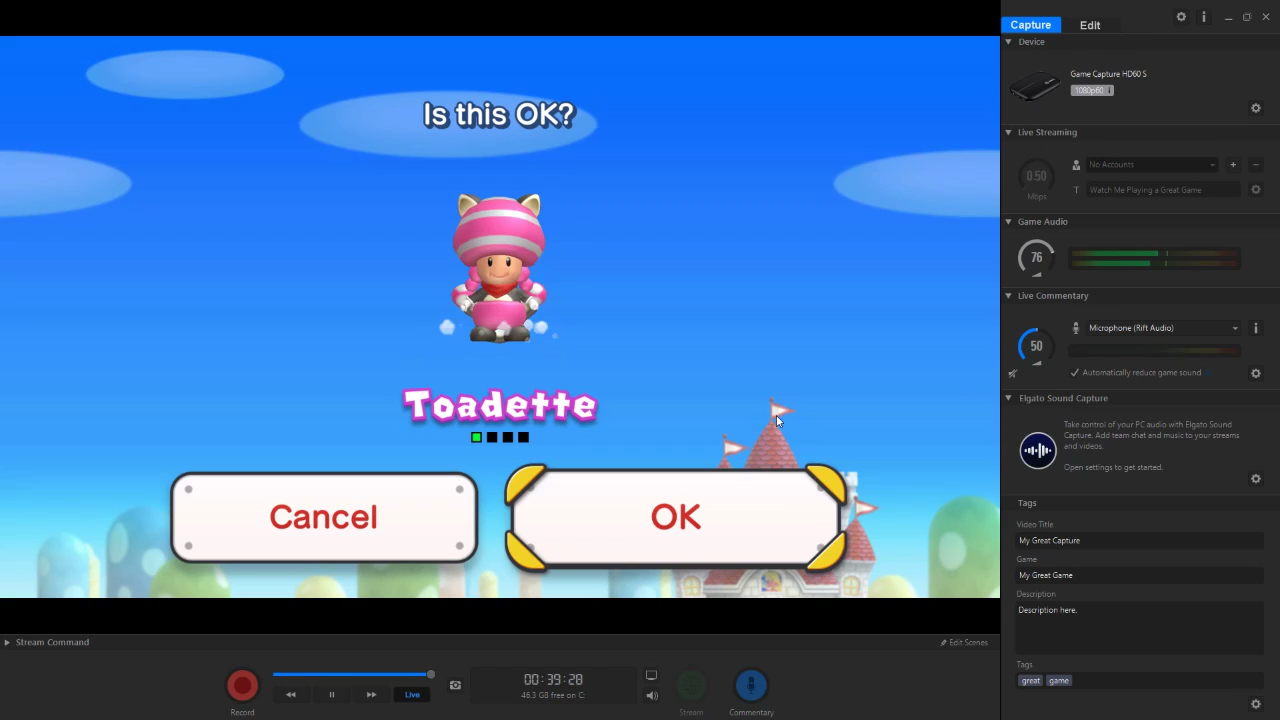 Is this OK?
Toadette
Cancel
OK
Stream Command
Edit Scenes
Record
Live
00:39:28
46.3 GB free on C:
Stream
Commentary
Capture
Edit
Device
Game Capture HD60 S
1080p60
Live Streaming
0.50
Mbps
No Accounts
Watch Me Playing a Great Game
Game Audio
76
Live Commentary
50
Microphone (Rift Audio)
Automatically reduce game sound
Elgato Sound Capture
Take control of your PC audio with Elgato Sound
Capture. Add team chat and music to your streams
and videos.
Open settings to get started.
Tags
Video Title
My Great Capture
Game
My Great Game
Description
Description here.
Tags
great game